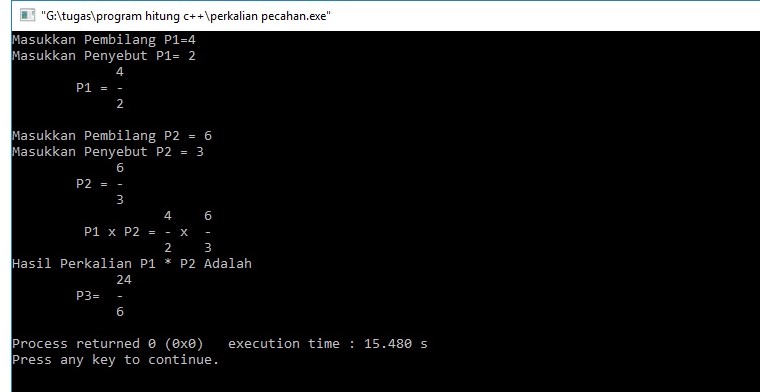 "G:\tugas\program hitung c++\perkalian pecahan.exe"
Masukkan Pembilang P1=4
Masukkan Penyebut P1= 2
4
P1 = -
2
Masukkan Pembilang P2 = 6
Masukkan Penyebut P2 = 3
6
P2 = -
3
4 6
P1 x P2 = - x -
2 3
Hasil Perkalian P1 * P2 Adalah
24
P3= -
6
Process returned 0 (0x0) execution time : 15.480 s
Press any key to continue.